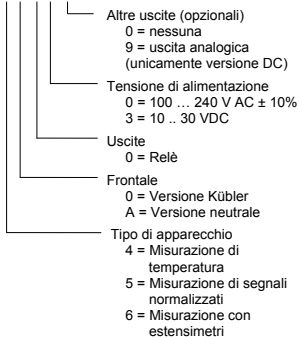 Altre uscite (opzionali)
0 = nessuna
9 = uscita analogica
(unicamente versione DC)
Tensione di alimentazione
0 = 100 … 240 V AC ± 10%
3 = 10 .. 30 VDC
Uscite
0 = Relè
Frontale
0 = Versione Kübler
A = Versione neutrale
Tipo di apparecchio
4 = Misurazione di
temperatura
5 = Misurazione di segnali
normalizzati
6 = Misurazione con
estensimetri